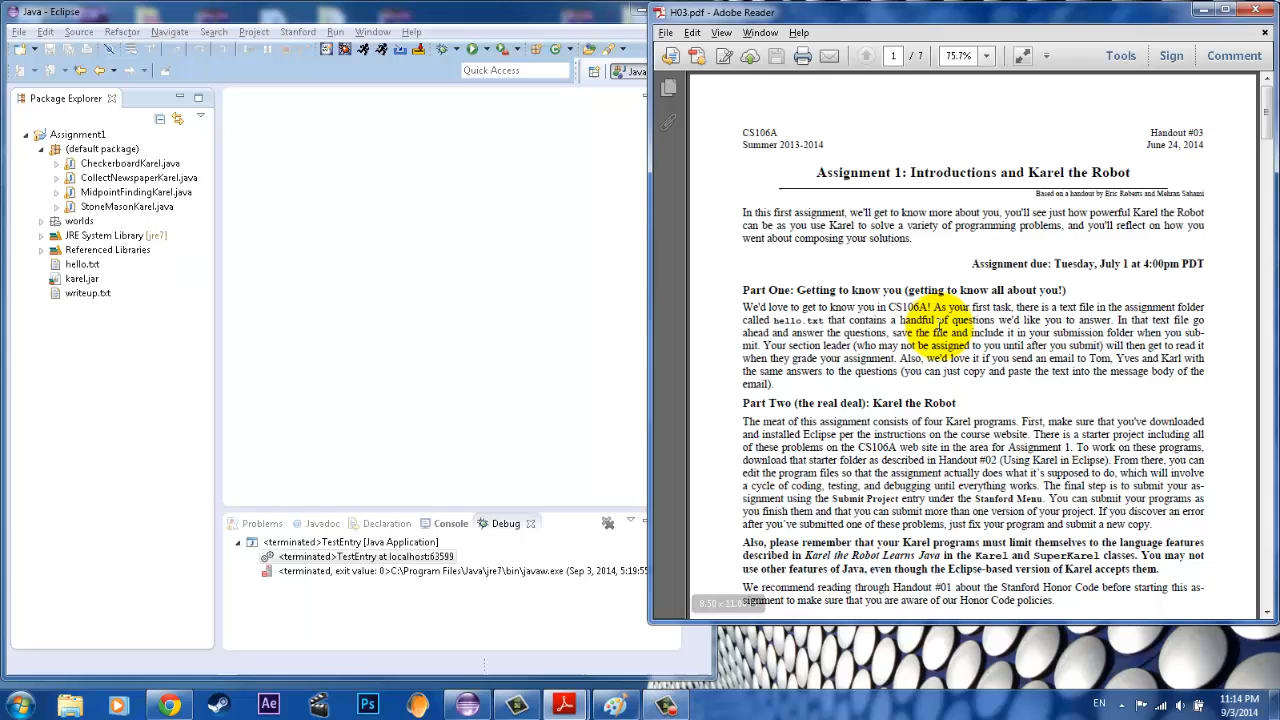 Java - Eclipse
File Edit Source Refactor Navigate Search Project Stanford Run Window Help
Quick Access
Java
Package Explorer
Assignment1
(default package)
CheckerboardKarel.java
CollectNewspaperKarel.java
MidpointFindingKarel.java
StoneMasonKarel.java
worlds
JRE System Library [jre7]
Referenced Libraries
hello.txt
karel.jar
writeup.txt
Problems Javadoc Declaration Console Debug
<terminated>TestEntry [Java Application]
<terminated>TestEntry at localhost:63599
<terminated, exit value: 0>C:\Program Files\Java\jre7\bin\javaw.exe (Sep 3, 2014, 5:19:55
H03.pdf - Adobe Reader
File Edit View Window Help
1 / 7 75.7% Tools Sign Comment
CS106A Handout #03
Summer 2013-2014 June 24, 2014
Assignment 1: Introductions and Karel the Robot
Based on a handout by Eric Roberts and Mehran Sahami
In this first assignment, we'll get to know more about you, you'll see just how powerful Karel the Robot
can be as you use Karel to solve a variety of programming problems, and you'll reflect on how you
went about composing your solutions.
Assignment due: Tuesday, July 1 at 4:00pm PDT
Part One: Getting to know you (getting to know all about you!)
We'd love to get to know you in CS106A! As your first task, there is a text file in the assignment folder
called hello.txt that contains a handful of questions we'd like you to answer. In that text file go
ahead and answer the questions, save the file and include it in your submission folder when you sub-
mit. Your section leader (who may not be assigned to you until after you submit) will then get to read it
when they grade your assignment. Also, we'd love it if you send an email to Tom, Yves and Karl with
the same answers to the questions (you can just copy and paste the text into the message body of the
email).
Part Two (the real deal): Karel the Robot
The meat of this assignment consists of four Karel programs. First, make sure that you've downloaded
and installed Eclipse per the instructions on the course website. There is a starter project including all
of these problems on the CS106A web site in the area for Assignment 1. To work on these programs,
download that starter folder as described in Handout #02 (Using Karel in Eclipse). From there, you can
edit the program files so that the assignment actually does what it's supposed to do, which will involve
a cycle of coding, testing, and debugging until everything works. The final step is to submit your as-
signment using the Submit Project entry under the Stanford Menu. You can submit your programs as
you finish them and that you can submit more than one version of your project. If you discover an error
after you've submitted one of these problems, just fix your program and submit a new copy.
Also, please remember that your Karel programs must limit themselves to the language features
described in Karel the Robot Learns Java in the Karel and SuperKarel classes. You may not
use other features of Java, even though the Eclipse-based version of Karel accepts them.
We recommend reading through Handout #01 about the Stanford Honor Code before starting this as-
signment to make sure that you are aware of our Honor Code policies.
Ae Ps EN 11:14 PM
9/3/2014